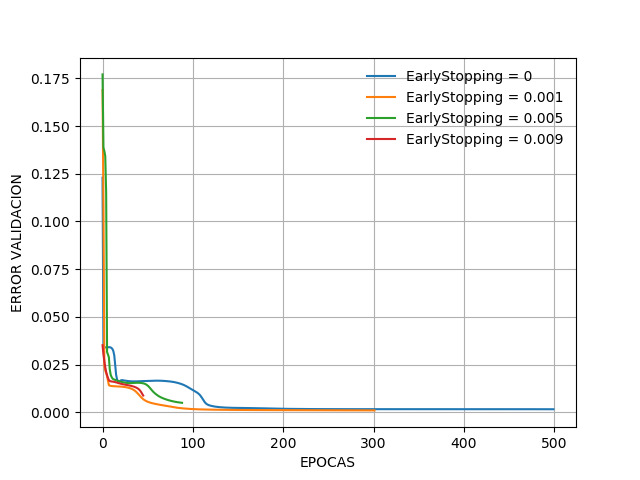 EarlyStopping = 0
EarlyStopping = 0.001
EarlyStopping = 0.005
EarlyStopping = 0.009
0.175
0.150
0.125
0.100
0.075
0.050
0.025
0.000
ERROR VALIDACION
0 100 200 300 400 500
EPOCAS